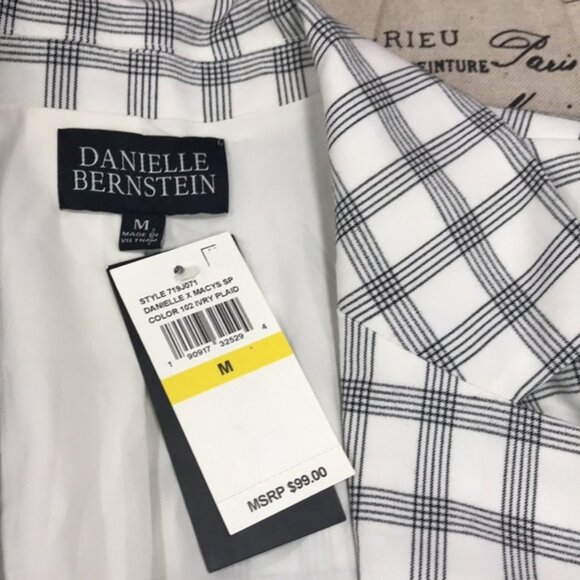 RIEU
EINTURE Paris
DANIELLE
BERNSTEIN
M
MADE IN
VIETNAM
STYLE 719J071
DANIELLE X MACYS SP
COLOR 102 IVRY PLAID
1 90917 32529 4
M
MSRP $99.00